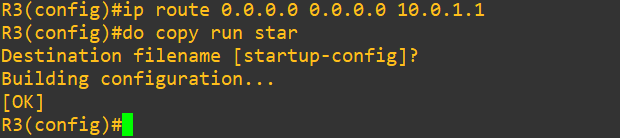 R3(config)#ip route 0.0.0.0 0.0.0.0 10.0.1.1
R3(config)#do copy run star
Destination filename [startup-config]?
Building configuration...
[OK]
R3(config)#